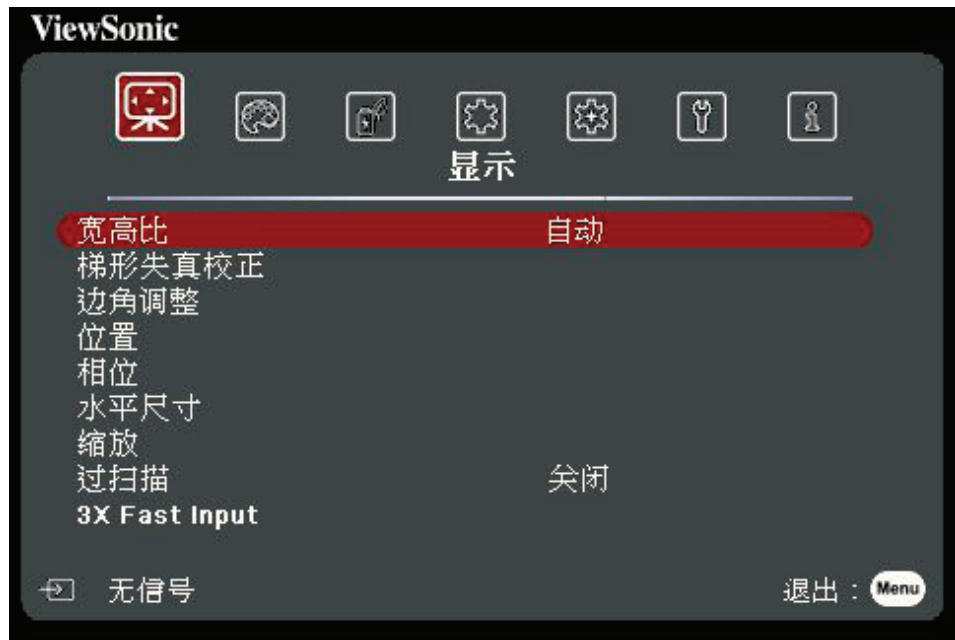 ViewSonic
显示
宽高比 自动
梯形失真校正
边角调整
位置
相位
水平尺寸
缩放
过扫描 关闭
3X Fast Input
无信号 退出 : Menu